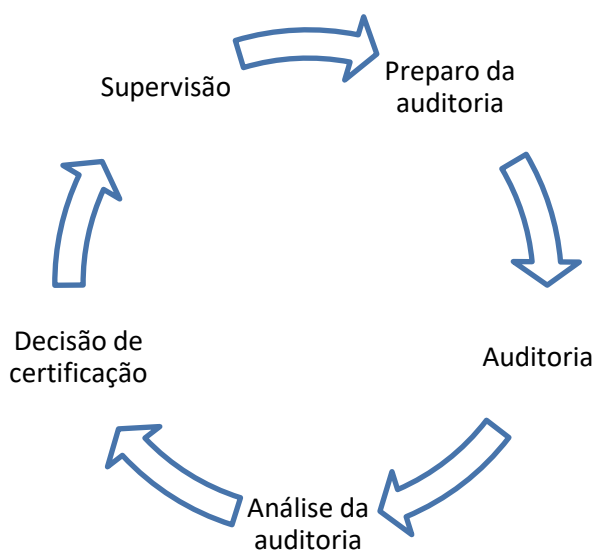 Supervisão
Preparo da
auditoria
Auditoria
Análise da
auditoria
Decisão de
certificação